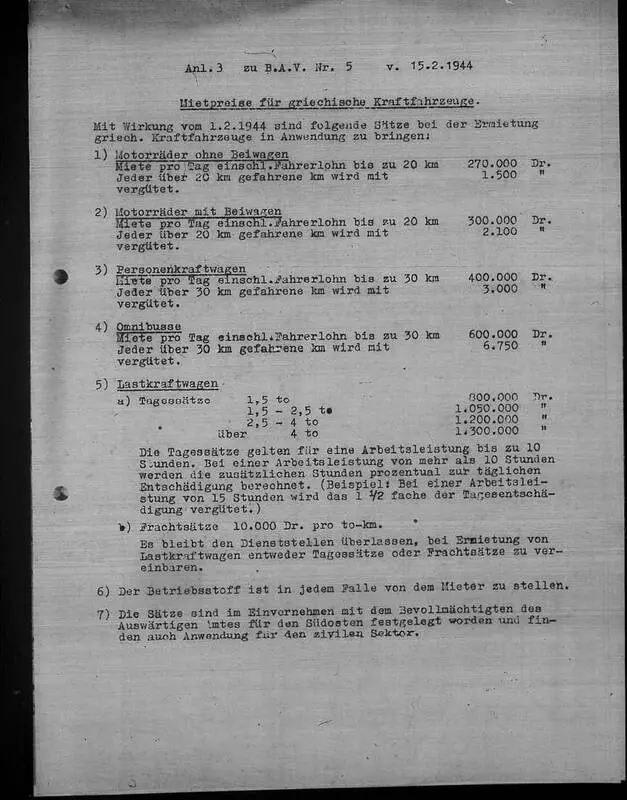 Anl.3 zu B.A.V. Nr. 5 v. 15.2.1944
Mietpreise für griechische Kraftfahrzeuge.
Mit Wirkung vom 1.2.1944 sind folgende Sätze bei der Ermietung
griech. Kraftfahrzeuge in Anwendung zu bringen:
1) Motorräder ohne Beiwagen
Miete pro Tag einschl.Fahrerlohn bis zu 20 km 270.000 Dr.
Jeder über 20 km gefahrene km wird mit 1.500 "
vergütet.
2) Motorräder mit Beiwagen
Miete pro Tag einschl.Fahrerlohn bis zu 20 km 300.000 Dr.
Jeder über 20 km gefahrene km wird mit 2.100 "
vergütet.
3) Personenkraftwagen
Miete pro Tag einschl.Fahrerlohn bis zu 30 km 400.000 Dr.
Jeder über 30 km gefahrene km wird mit 3.000 "
vergütet.
4) Omnibusse
Miete pro Tag einschl.Fahrerlohn bis zu 30 km 600.000 Dr.
Jeder über 30 km gefahrene km wird mit 6.750 "
vergütet.
5) Lastkraftwagen
a) Tagessätze 1,5 to 800.000 Dr.
1,5 - 2,5 to 1.050.000 "
2,5 - 4 to 1.200.000 "
über 4 to 1.300.000 "
Die Tagessätze gelten für eine Arbeitsleistung bis zu 10
Stunden. Bei einer Arbeitsleistung von mehr als 10 Stunden
werden die zusätzlichen Stunden prozentual zur täglichen
Entschädigung berechnet. (Beispiel: Bei einer Arbeitslei-
stung von 15 Stunden wird das 1 1/2 fache der Tagesentschä-
digung vergütet.)
b) Frachtsätze 10.000 Dr. pro to-km.
Es bleibt den Dienststellen überlassen, bei Ermietung von
Lastkraftwagen entweder Tagessätze oder Frachtsätze zu ver-
einbaren.
6) Der Betriebsstoff ist in jedem Falle von dem Mieter zu stellen.
7) Die Sätze sind im Einvernehmen mit dem Bevollmächtigten des
Auswärtigen Amtes für den Südosten festgelegt worden und fin-
den auch Anwendung für den zivilen Sektor.